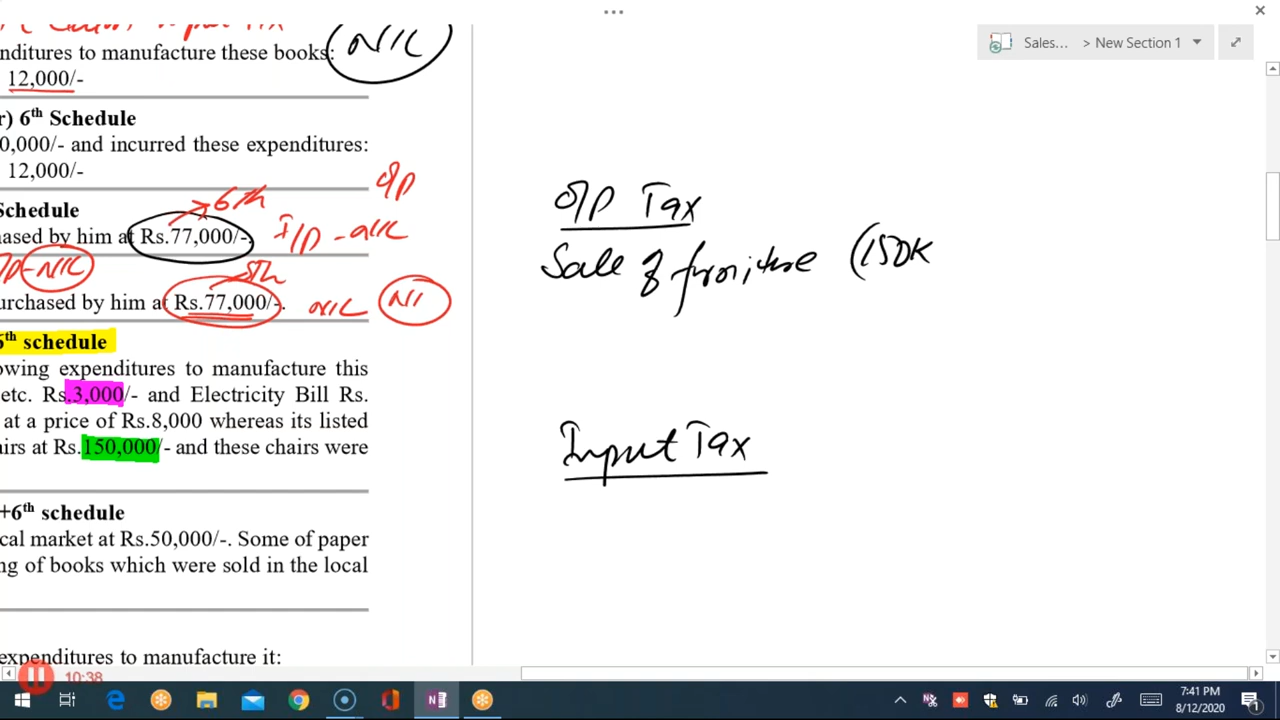 Sales... > New Section 1
enditures to manufacture these books: N/C
12,000/-
r) 6th Schedule
0,000/- and incurred these expenditures:
12,000/-
O/P
6th
Schedule
ased by him at Rs.77,000/-. I/P - N/C
P-N/C
8th
urchased by him at Rs.77,000/-. N/C
6th schedule
owing expenditures to manufacture this
etc. Rs.3,000/- and Electricity Bill Rs.
at a price of Rs.8,000 whereas its listed
airs at Rs.150,000/- and these chairs were
+6th schedule
cal market at Rs.50,000/-. Some of paper
ng of books which were sold in the local
expenditures to manufacture it:
O/P Tax
Sale of furniture (150K
Input Tax
10:38
7:41 PM
8/12/2020